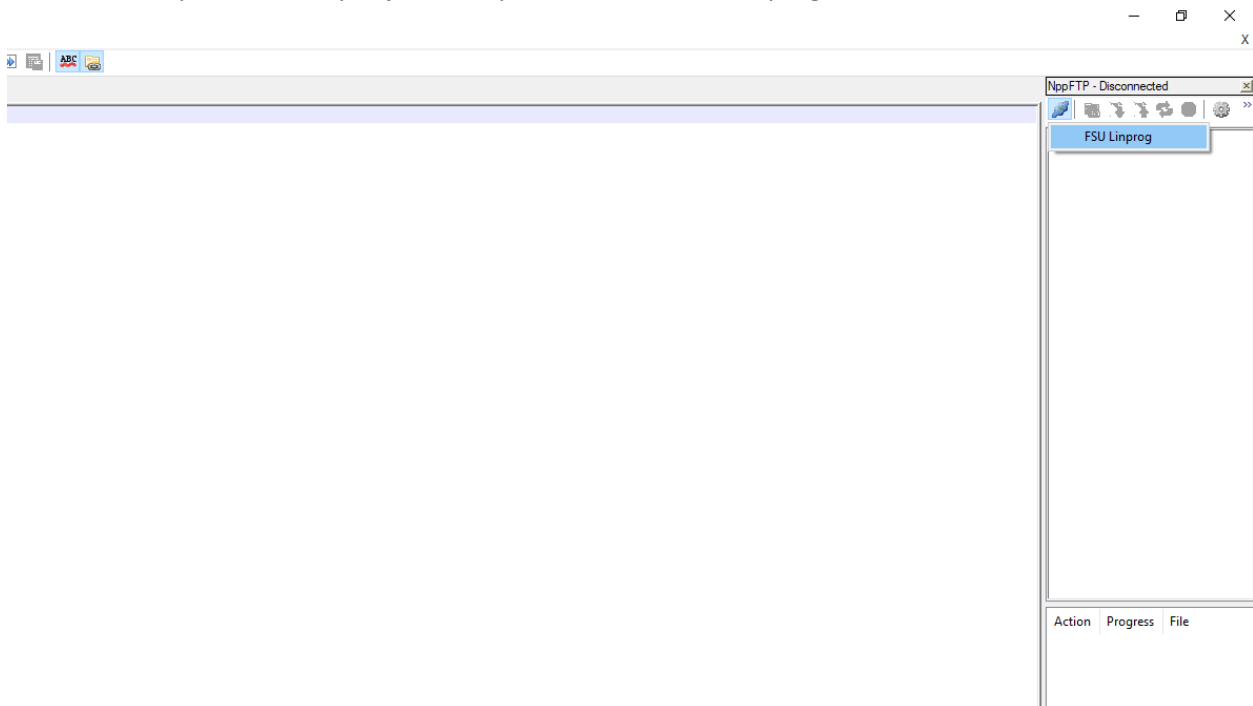 X
ABC
NppFTP - Disconnected
FSU Linprog
Action Progress File